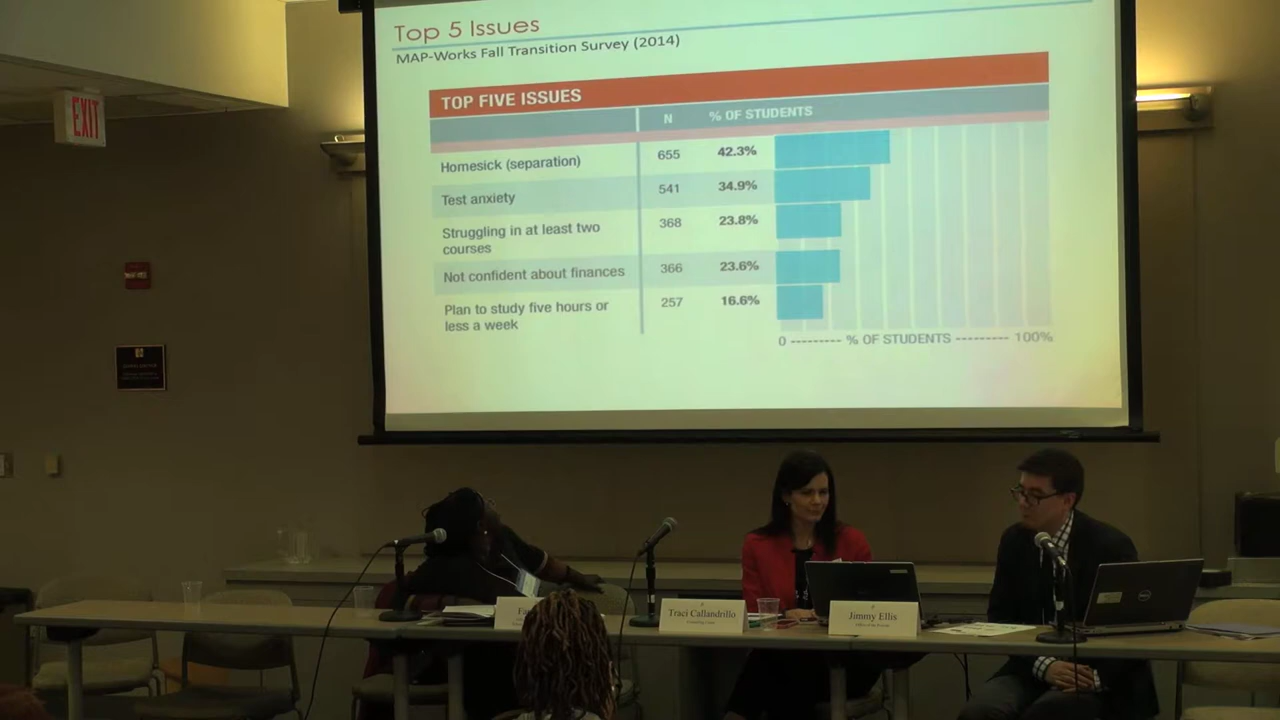 Top 5 Issues
MAP-Works Fall Transition Survey (2014)
EXIT
TOP FIVE ISSUES
N % OF STUDENTS
Homesick (separation) 655 42.3%
Test anxiety 541 34.9%
Struggling in at least two
courses 368 23.8%
Not confident about finances 366 23.6%
Plan to study five hours or
less a week 257 16.6%
0 --------- % OF STUDENTS --------- 100%
Traci Callandrillo
Jimmy Ellis
DELL